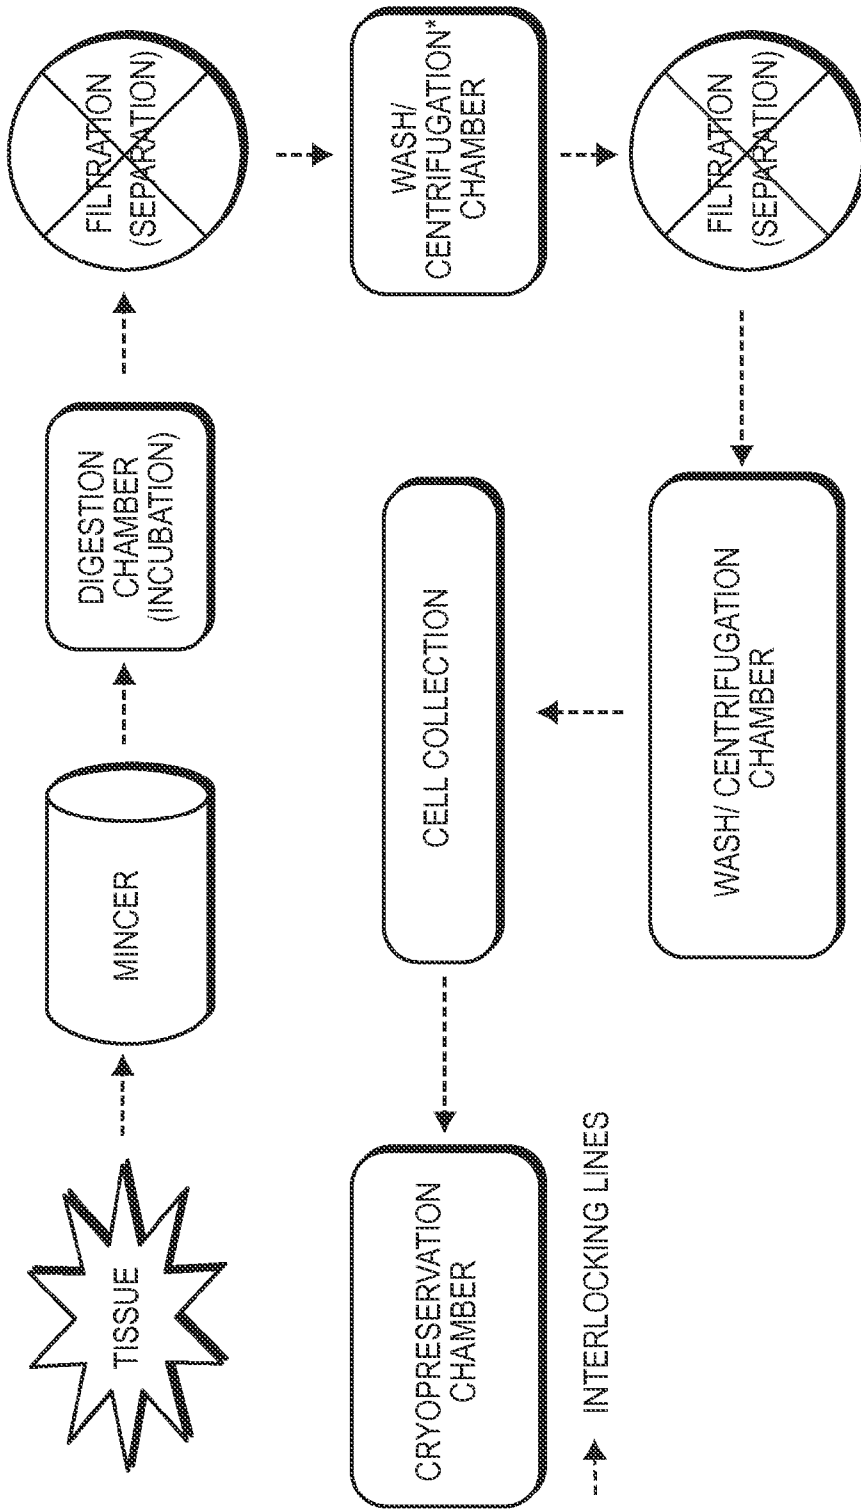 TISSUE
MINCER
DIGESTION
CHAMBER
(INCUBATION)
FILTRATION
(SEPARATION)
WASH/
CENTRIFUGATION*
CHAMBER
FILTRATION
(SEPARATION)
WASH/ CENTRIFUGATION
CHAMBER
CELL COLLECTION
CRYOPRESERVATION
CHAMBER
INTERLOCKING LINES